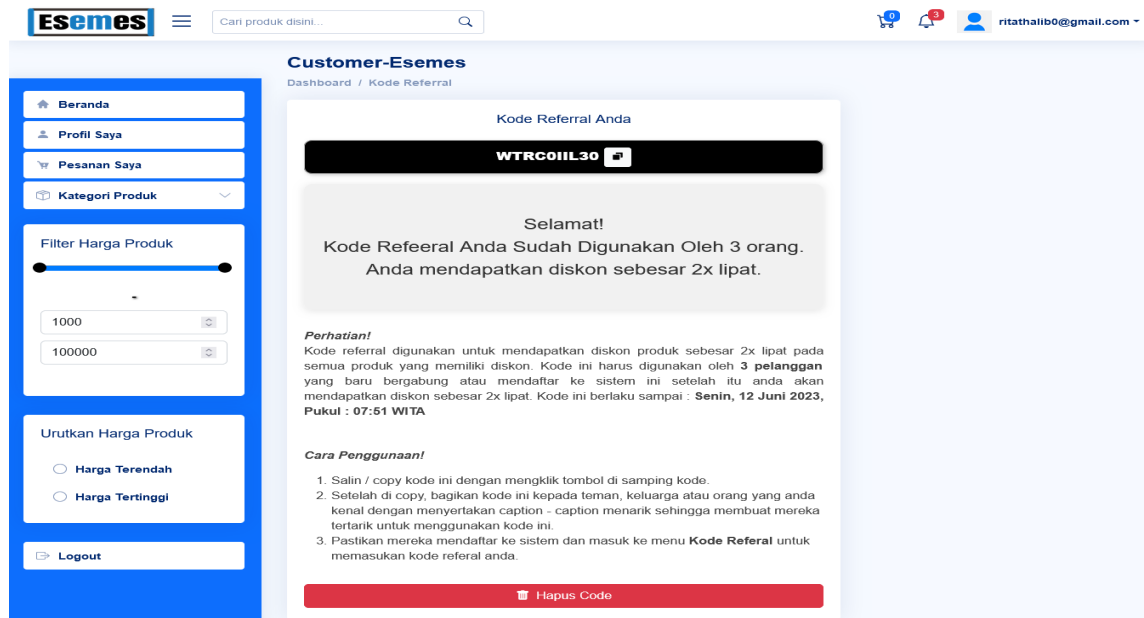 Esemes
Cari produk disini...
0
3
ritathalib0@gmail.com
Customer-Esemes
Dashboard / Kode Referral
Beranda
Profil Saya
Pesanan Saya
Kategori Produk
Filter Harga Produk
-
1000
100000
Urutkan Harga Produk
Harga Terendah
Harga Tertinggi
Logout
Kode Referral Anda
WTRC0IIL30
Selamat!
Kode Refeeral Anda Sudah Digunakan Oleh 3 orang.
Anda mendapatkan diskon sebesar 2x lipat.
Perhatian!
Kode referral digunakan untuk mendapatkan diskon produk sebesar 2x lipat pada
semua produk yang memiliki diskon. Kode ini harus digunakan oleh 3 pelanggan
yang baru bergabung atau mendaftar ke sistem ini setelah itu anda akan
mendapatkan diskon sebesar 2x lipat. Kode ini berlaku sampai : Senin, 12 Juni 2023,
Pukul : 07:51 WITA
Cara Penggunaan!
1. Salin / copy kode ini dengan mengklik tombol di samping kode.
2. Setelah di copy, bagikan kode ini kepada teman, keluarga atau orang yang anda
kenal dengan menyertakan caption - caption menarik sehingga membuat mereka
tertarik untuk menggunakan kode ini.
3. Pastikan mereka mendaftar ke sistem dan masuk ke menu Kode Referal untuk
memasukan kode referal anda.
Hapus Code